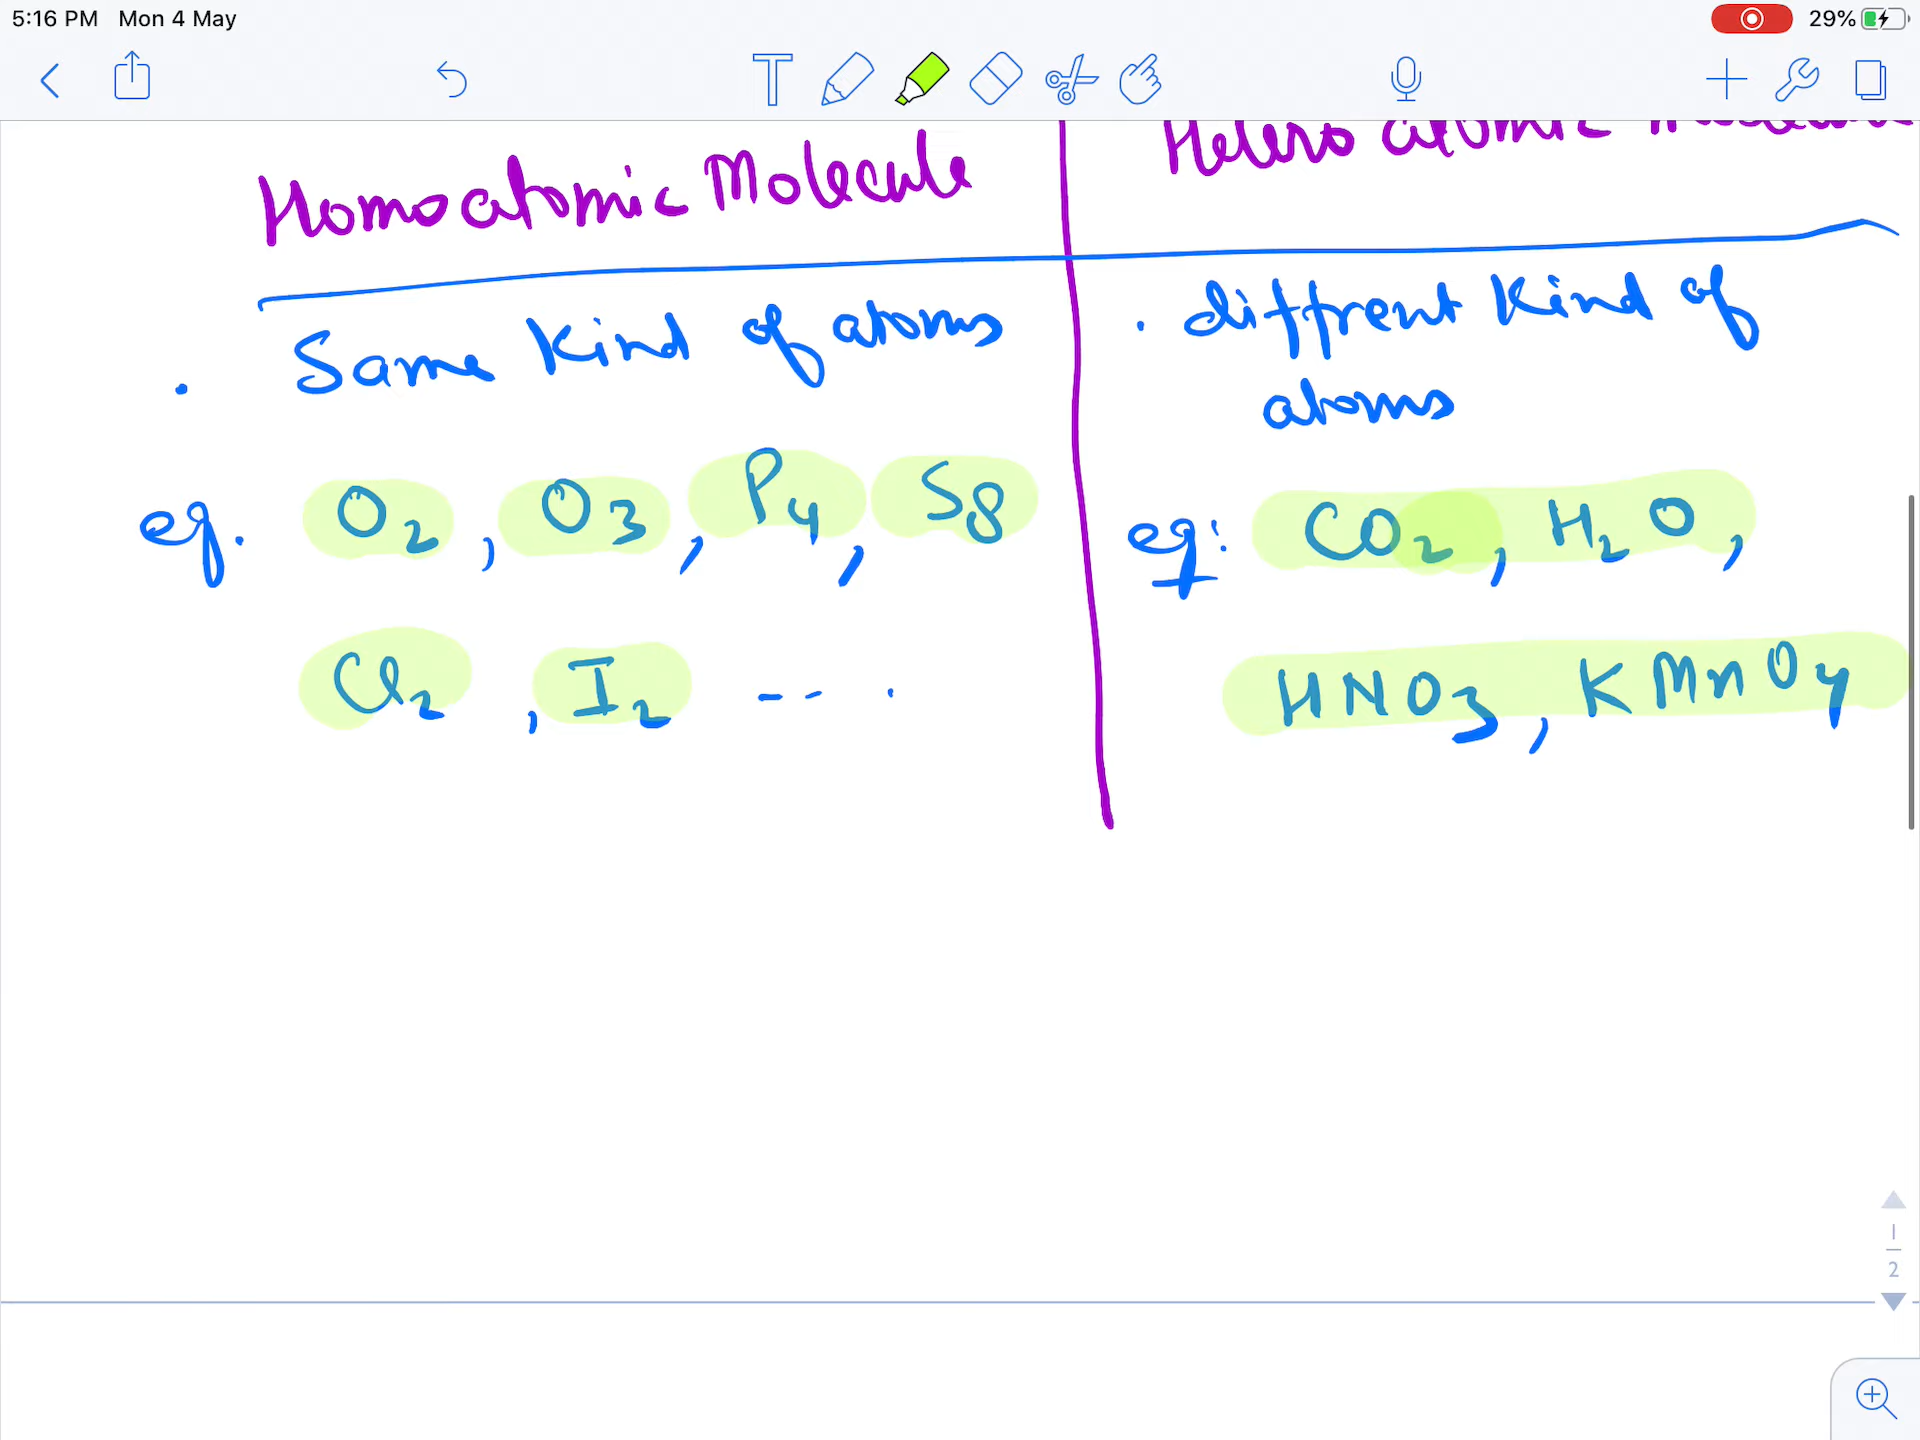 5:16 PM Mon 4 May 29%
T
Homoatomic Molecule
Hetero atomic
. Same Kind of atoms
. diffrent Kind of
atoms
eg. O2, O3, P4, S8
Cl2, I2 -- .
eg: CO2, H2O,
HNO3, KMnO4
1
2